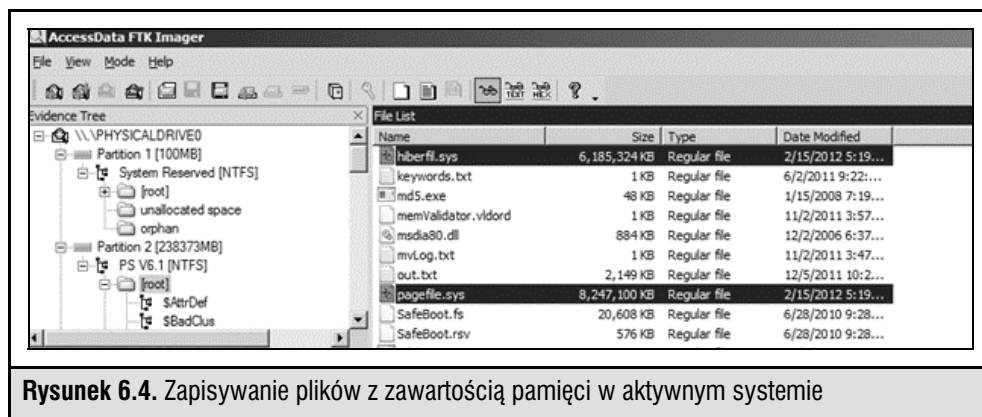 AccessData FTK Imager
File View Mode Help
TEXT HEX ?
Evidence Tree
\\.\PHYSICALDRIVE0
Partition 1 [100MB]
System Reserved [NTFS]
[root]
unallocated space
orphan
Partition 2 [238373MB]
PS V6.1 [NTFS]
[root]
$AttrDef
$BadClus
File List
Name Size Type Date Modified
hiberfil.sys 6,185,324 KB Regular file 2/15/2012 5:19...
keywords.txt 1 KB Regular file 6/2/2011 9:22:...
md5.exe 48 KB Regular file 1/15/2008 7:19...
memValidator.vldord 1 KB Regular file 11/2/2011 3:57...
msdia80.dll 884 KB Regular file 12/2/2006 6:37...
mvLog.txt 1 KB Regular file 11/2/2011 3:47...
out.txt 2,149 KB Regular file 12/5/2011 10:2...
pagefile.sys 8,247,100 KB Regular file 2/15/2012 5:19...
SafeBoot.fs 20,608 KB Regular file 6/28/2010 9:28...
SafeBoot.rsv 576 KB Regular file 6/28/2010 9:28...
Rysunek 6.4. Zapisywanie plików z zawartością pamięci w aktywnym systemie